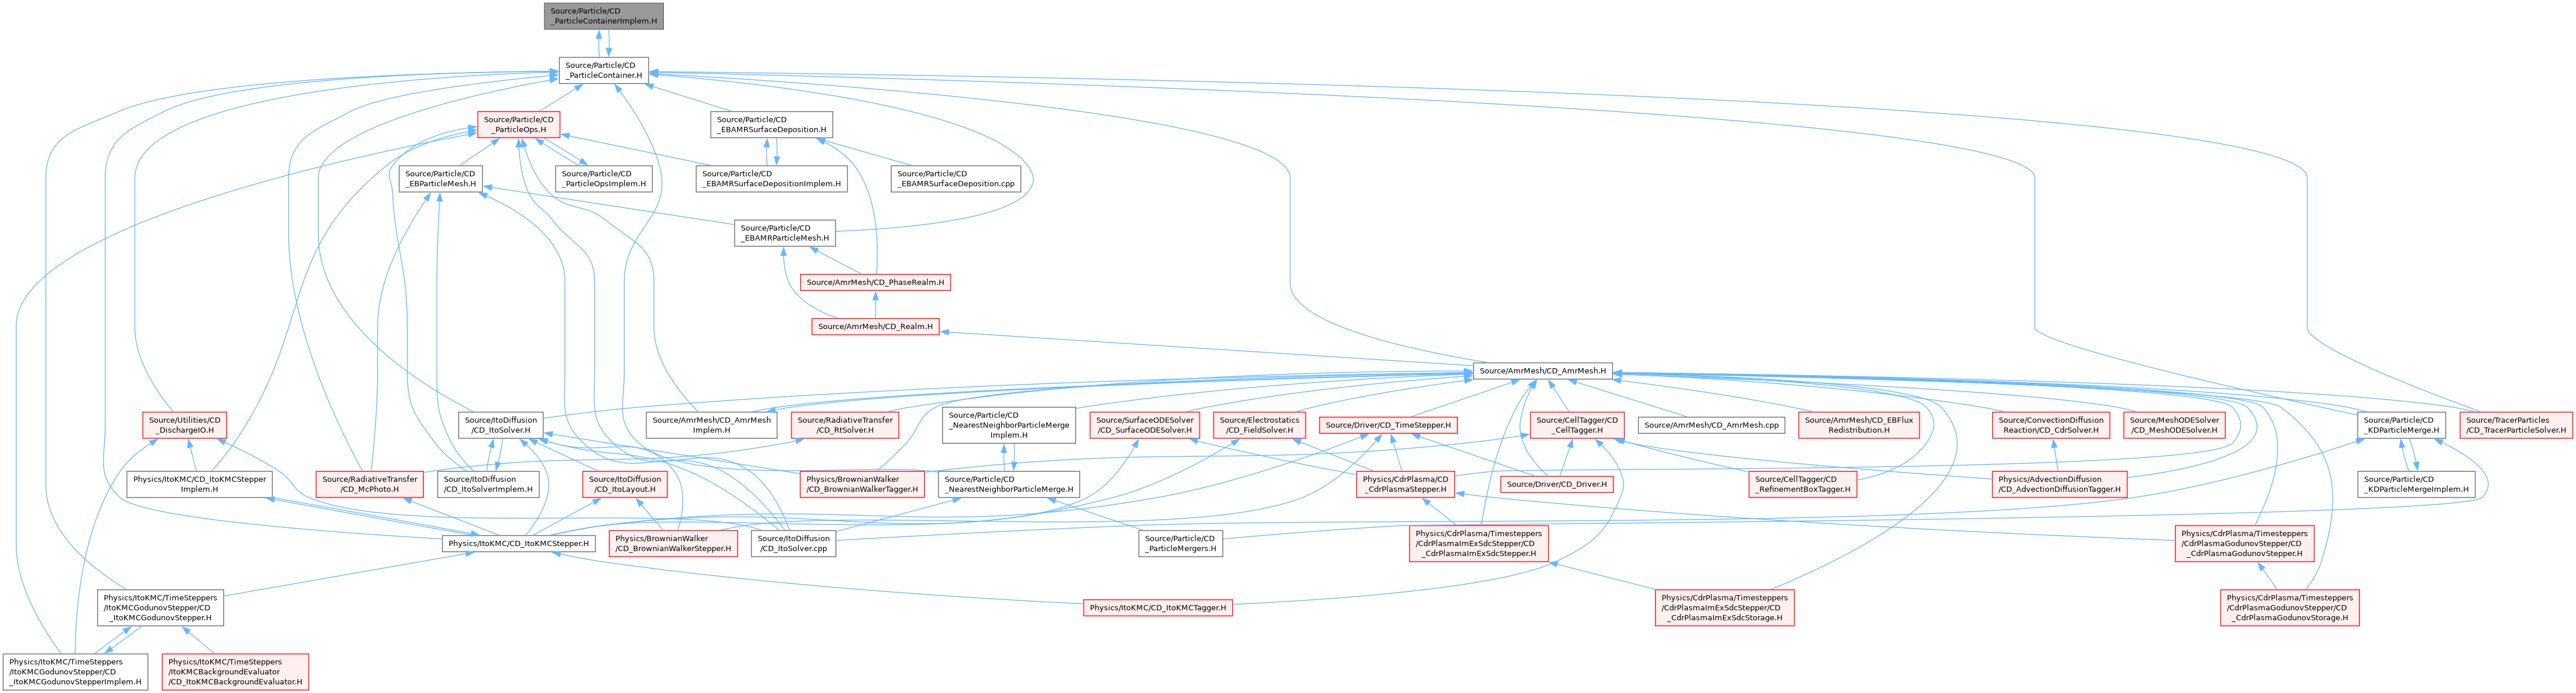 Source/Particle/CD
_ParticleContainerImplem.H
Source/Particle/CD
_ParticleContainer.H
Source/Particle/CD
_ParticleOps.H
Source/Particle/CD
_EBAMRSurfaceDeposition.H
Source/Particle/CD
_EBParticleMesh.H
Source/Particle/CD
_ParticleOpsImplem.H
Source/Particle/CD
_EBAMRSurfaceDepositionImplem.H
Source/Particle/CD
_EBAMRSurfaceDeposition.cpp
Source/Particle/CD
_EBAMRParticleMesh.H
Source/AmrMesh/CD_PhaseRealm.H
Source/AmrMesh/CD_Realm.H
Source/AmrMesh/CD_AmrMesh.H
Source/Utilities/CD
_DischargeIO.H
Source/ItoDiffusion
/CD_ItoSolver.H
Source/AmrMesh/CD_AmrMesh
Implem.H
Source/RadiativeTransfer
/CD_RtSolver.H
Source/Particle/CD
_NearestNeighborParticleMerge
Implem.H
Source/SurfaceODESolver
/CD_SurfaceODESolver.H
Source/Electrostatics
/CD_FieldSolver.H
Source/Driver/CD_TimeStepper.H
Source/CellTagger/CD
_CellTagger.H
Source/AmrMesh/CD_AmrMesh.cpp
Source/AmrMesh/CD_EBFlux
Redistribution.H
Source/ConvectionDiffusion
Reaction/CD_CdrSolver.H
Source/MeshODESolver
/CD_MeshODESolver.H
Source/Particle/CD
_KDParticleMerge.H
Source/TracerParticles
/CD_TracerParticleSolver.H
Physics/ItoKMC/CD_ItoKMCStepper
Implem.H
Source/RadiativeTransfer
/CD_McPhoto.H
Source/ItoDiffusion
/CD_ItoSolverImplem.H
Source/ItoDiffusion
/CD_ItoLayout.H
Physics/BrownianWalker
/CD_BrownianWalkerTagger.H
Source/Particle/CD
_NearestNeighborParticleMerge.H
Physics/CdrPlasma/CD
_CdrPlasmaStepper.H
Source/Driver/CD_Driver.H
Source/CellTagger/CD
_RefinementBoxTagger.H
Physics/AdvectionDiffusion
/CD_AdvectionDiffusionTagger.H
Source/Particle/CD
_KDParticleMergeImplem.H
Physics/ItoKMC/CD_ItoKMCStepper.H
Physics/BrownianWalker
/CD_BrownianWalkerStepper.H
Source/ItoDiffusion
/CD_ItoSolver.cpp
Source/Particle/CD
_ParticleMergers.H
Physics/CdrPlasma/Timesteppers
/CdrPlasmaImExSdcStepper/CD
_CdrPlasmaImExSdcStepper.H
Physics/CdrPlasma/Timesteppers
/CdrPlasmaGodunovStepper/CD
_CdrPlasmaGodunovStepper.H
Physics/ItoKMC/TimeSteppers
/ItoKMCGodunovStepper/CD
_ItoKMCGodunovStepper.H
Physics/ItoKMC/CD_ItoKMCTagger.H
Physics/CdrPlasma/Timesteppers
/CdrPlasmaImExSdcStepper/CD
_CdrPlasmaImExSdcStorage.H
Physics/CdrPlasma/Timesteppers
/CdrPlasmaGodunovStepper/CD
_CdrPlasmaGodunovStorage.H
Physics/ItoKMC/TimeSteppers
/ItoKMCGodunovStepper/CD
_ItoKMCGodunovStepperImplem.H
Physics/ItoKMC/TimeSteppers
/ItoKMCBackgroundEvaluator
/CD_ItoKMCBackgroundEvaluator.H